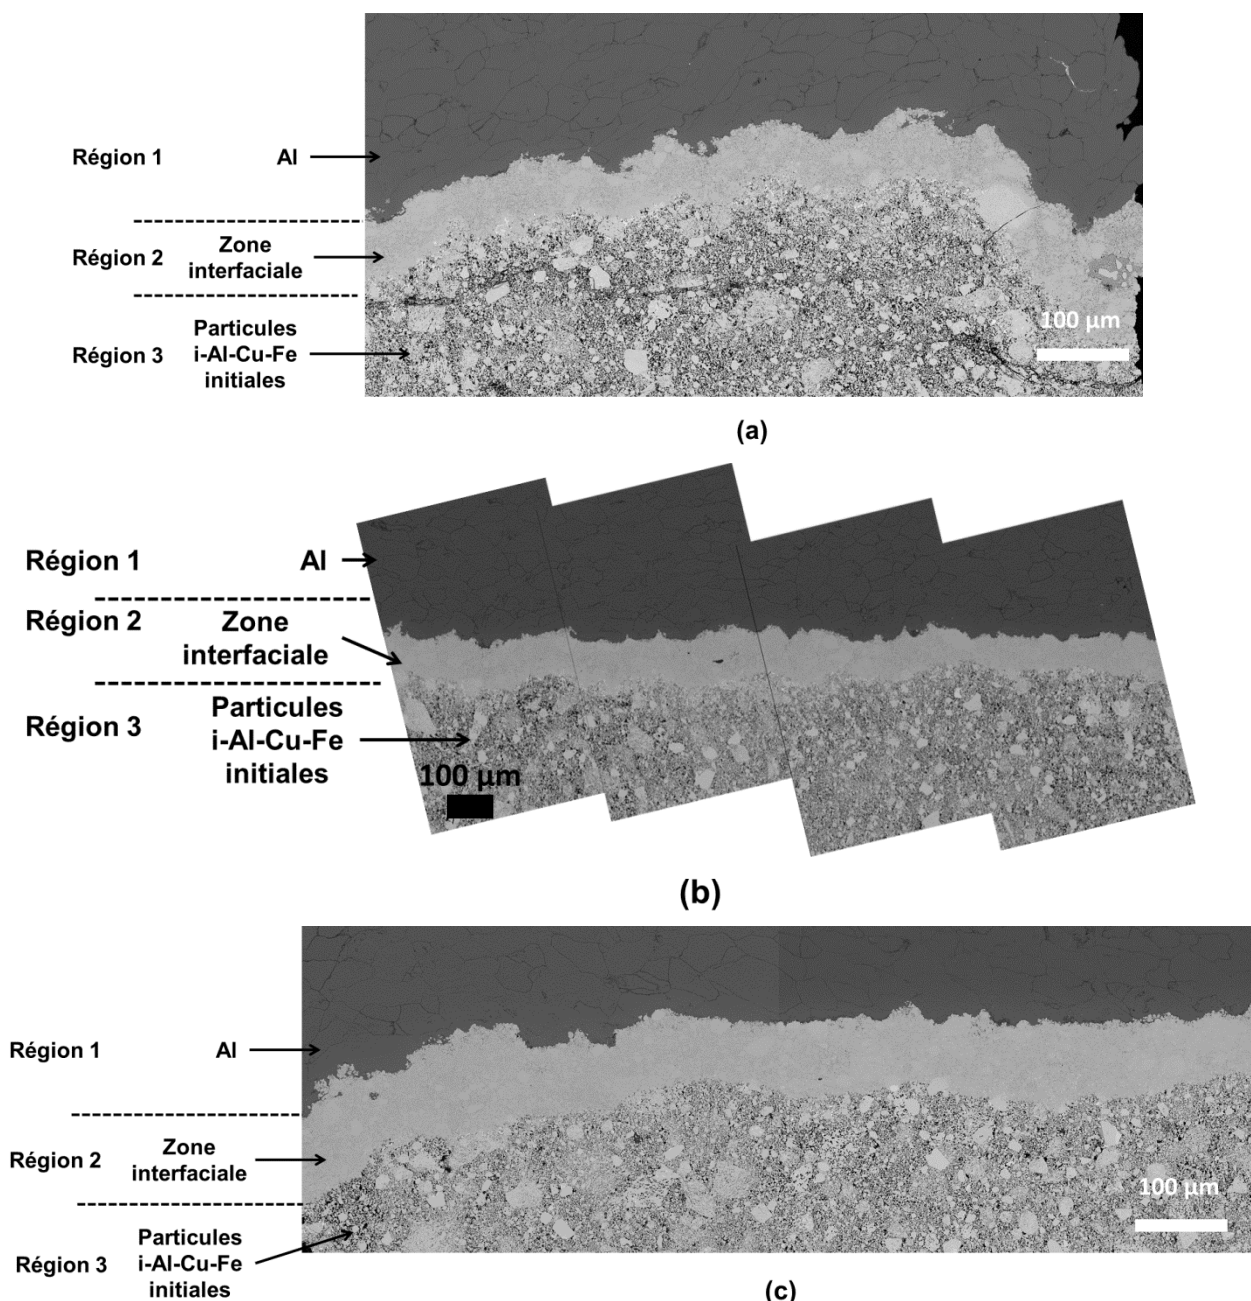 Région 1 Al
Région 2 Zone
interfaciale
Région 3 Particules
i-Al-Cu-Fe
initiales
100 µm
(a)
Région 1 Al
Région 2 Zone
interfaciale
Région 3 Particules
i-Al-Cu-Fe
initiales
100 µm
(b)
Région 1 Al
Région 2 Zone
interfaciale
Région 3 Particules
i-Al-Cu-Fe
initiales
100 µm
(c)